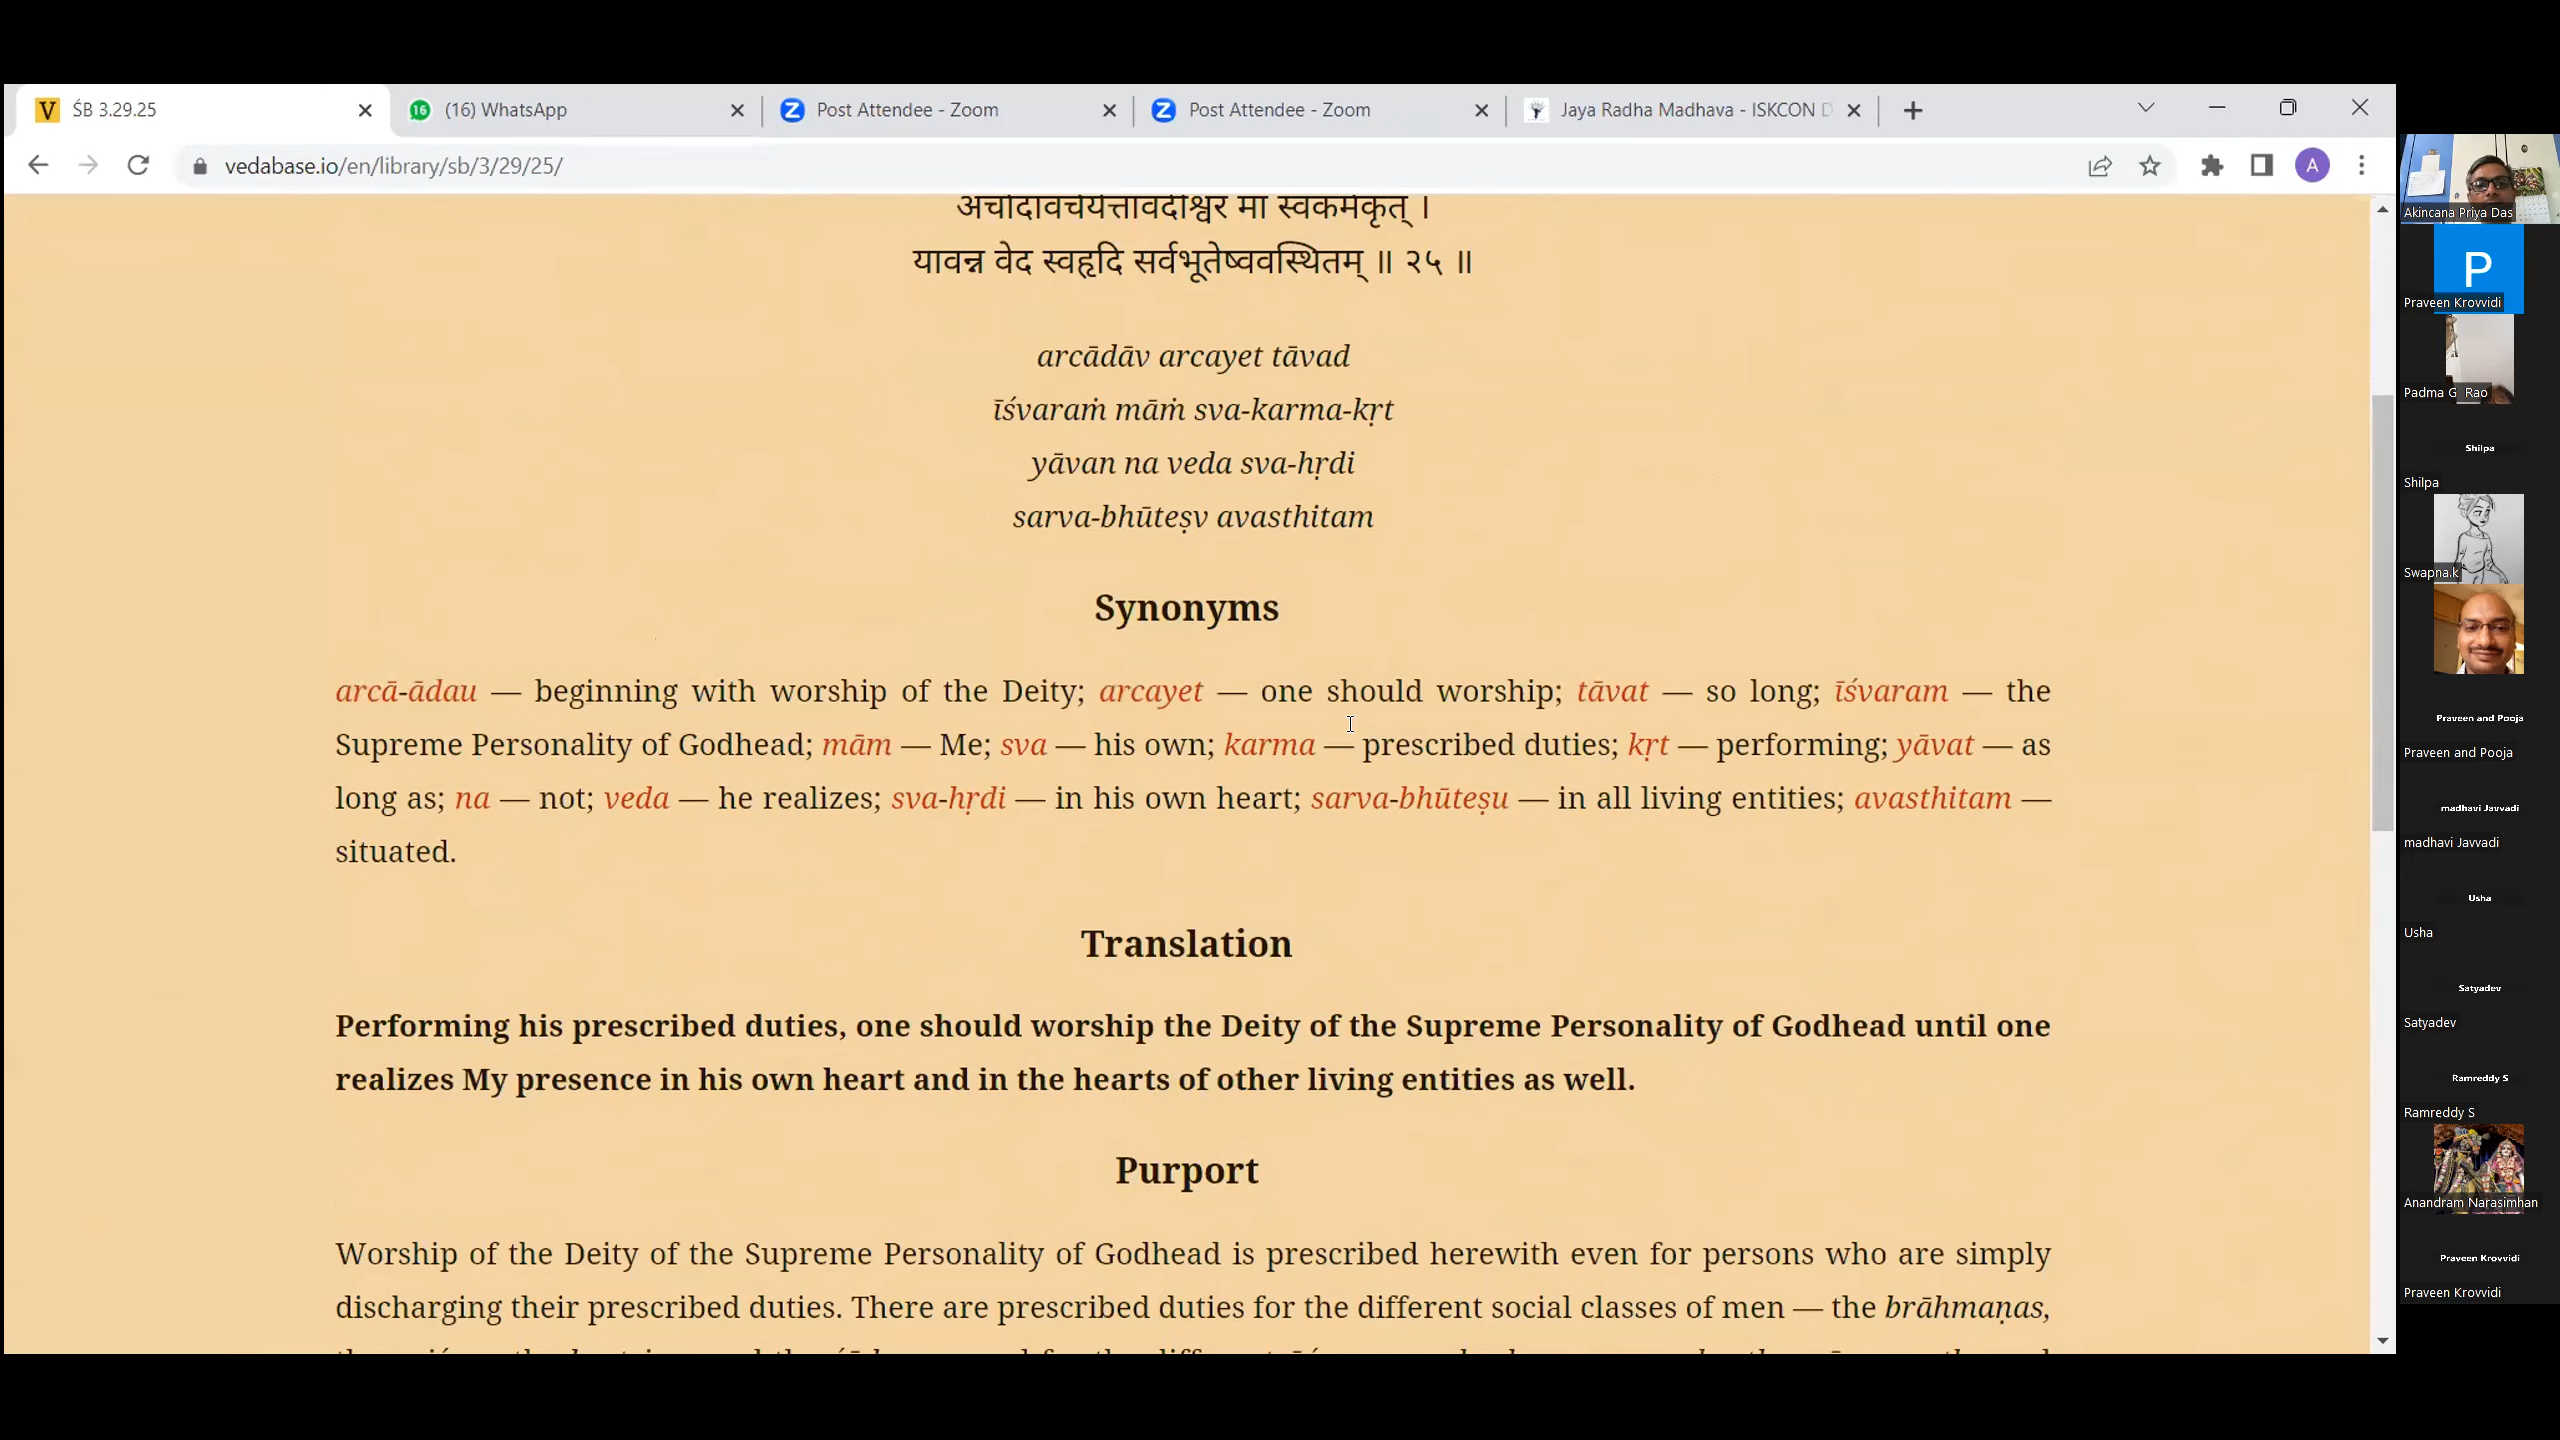 ŚB 3.29.25
16 (16) WhatsApp
Post Attendee - Zoom
Post Attendee - Zoom
Jaya Radha Madhava - ISKCON D
vedabase.io/en/library/sb/3/29/25/
A
अर्चादावर्चयेत्तावदीश्वरं मां स्वकर्मकृत् ।
यावन्न वेद स्वहृदि सर्वभूतेष्ववस्थितम् ॥ २५ ॥
arcādāv arcayet tāvad
īśvaraṁ māṁ sva-karma-kṛt
yāvan na veda sva-hṛdi
sarva-bhūteṣv avasthitam
Synonyms
arcā-ādau — beginning with worship of the Deity; arcayet — one should worship; tāvat — so long; īśvaram — the
Supreme Personality of Godhead; mām — Me; sva — his own; karma — prescribed duties; kṛt — performing; yāvat — as
long as; na — not; veda — he realizes; sva-hṛdi — in his own heart; sarva-bhūteṣu — in all living entities; avasthitam —
situated.
Translation
Performing his prescribed duties, one should worship the Deity of the Supreme Personality of Godhead until one
realizes My presence in his own heart and in the hearts of other living entities as well.
Purport
Worship of the Deity of the Supreme Personality of Godhead is prescribed herewith even for persons who are simply
discharging their prescribed duties. There are prescribed duties for the different social classes of men — the brāhmaṇas,
Akincana Priya Das
P
Praveen Krovvidi
Padma G Rao
Shilpa
Shilpa
Swapna.k
Praveen and Pooja
Praveen and Pooja
madhavi Javvadi
madhavi Javvadi
Usha
Usha
Satyadev
Satyadev
Ramreddy S
Ramreddy S
Anandram Narasimhan
Praveen Krovvidi
Praveen Krovvidi